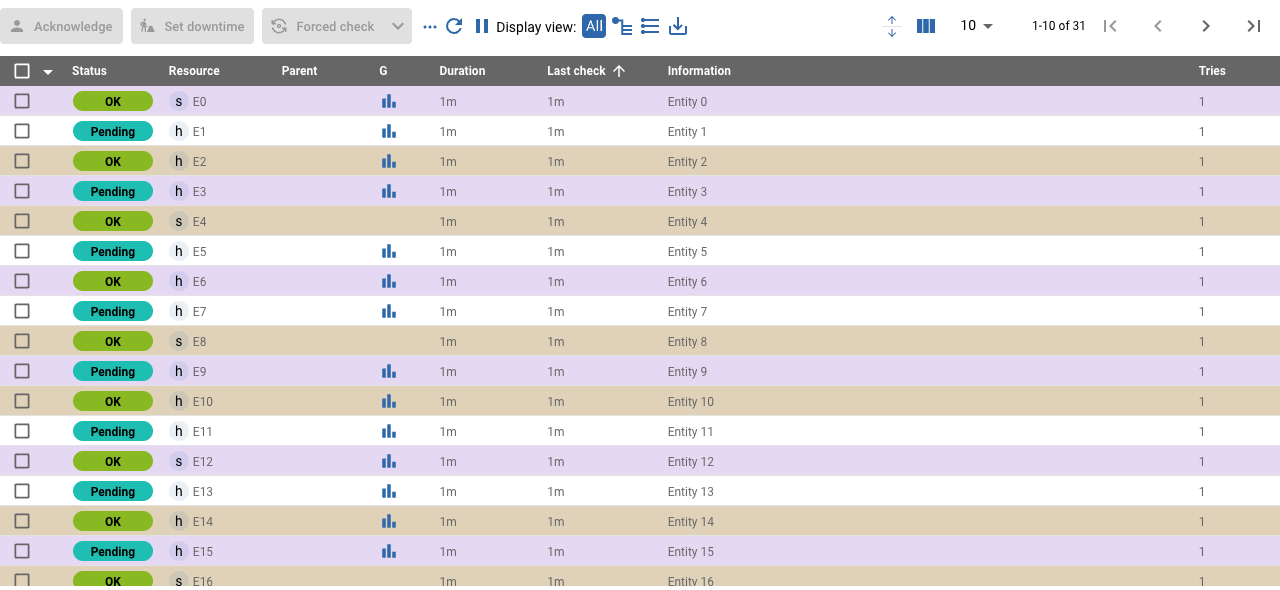 Acknowledge Set downtime Forced check Display view: All 10 1-10 of 31
Status Resource Parent G Duration Last check Information Tries
OK s E0 1m 1m Entity 0 1
Pending h E1 1m 1m Entity 1 1
OK h E2 1m 1m Entity 2 1
Pending h E3 1m 1m Entity 3 1
OK s E4 1m 1m Entity 4 1
Pending h E5 1m 1m Entity 5 1
OK h E6 1m 1m Entity 6 1
Pending h E7 1m 1m Entity 7 1
OK s E8 1m 1m Entity 8 1
Pending h E9 1m 1m Entity 9 1
OK h E10 1m 1m Entity 10 1
Pending h E11 1m 1m Entity 11 1
OK s E12 1m 1m Entity 12 1
Pending h E13 1m 1m Entity 13 1
OK h E14 1m 1m Entity 14 1
Pending h E15 1m 1m Entity 15 1
OK s E16 1m 1m Entity 16 1